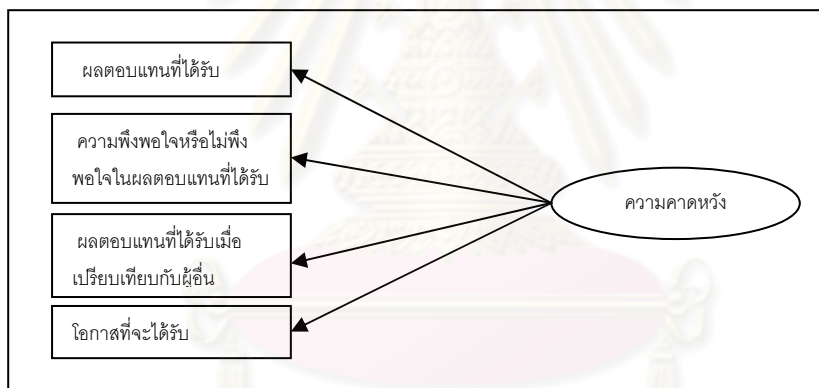 ผลตอบแทนที่ได้รับ
ความพึงพอใจหรือไม่พึง
พอใจในผลตอบแทนที่ได้รับ
ผลตอบแทนที่ได้รับเมื่อ
เปรียบเทียบกับผู้อื่น
โอกาสที่จะได้รับ
ความคาดหวัง